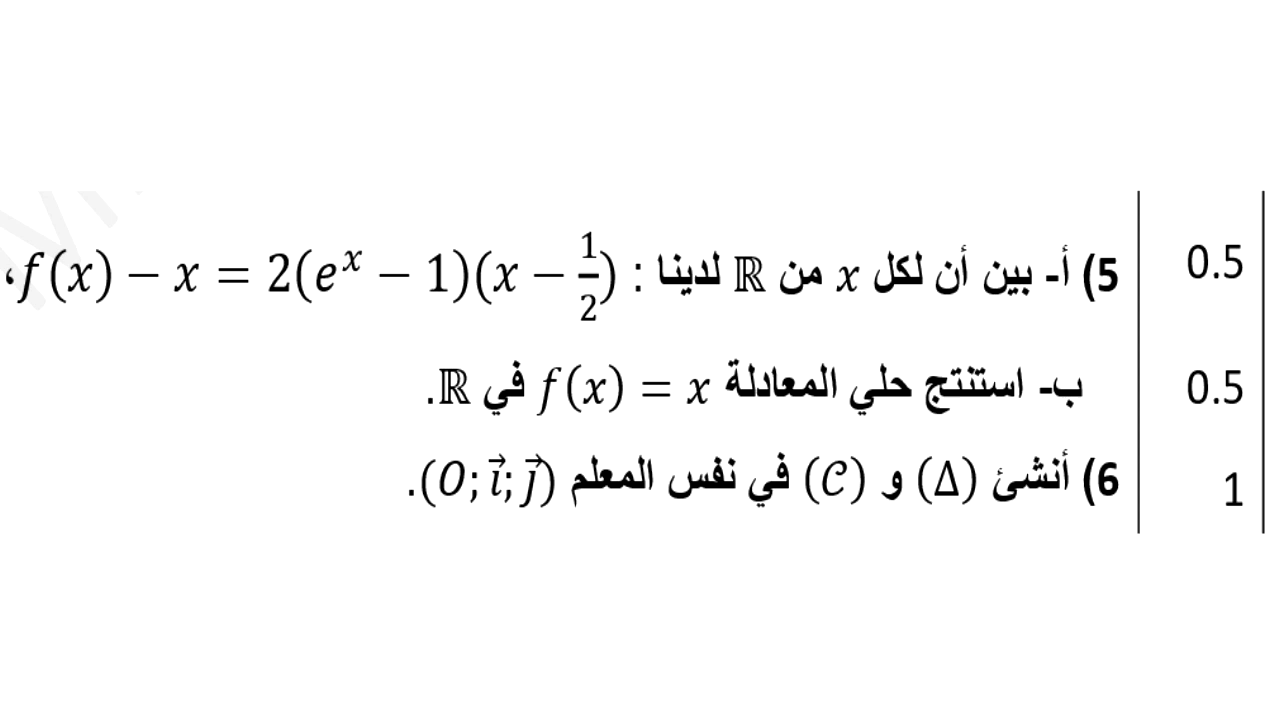 0.5 5) أ- بين أن لكل x من ℝ لدينا : f(x) − x = 2(eˣ − 1)(x − 1/2)،
0.5 ب- استنتج حلي المعادلة f(x) = x في ℝ.
1 6) أنشئ (Δ) و (𝒞) في نفس المعلم (O; i⃗; j⃗).